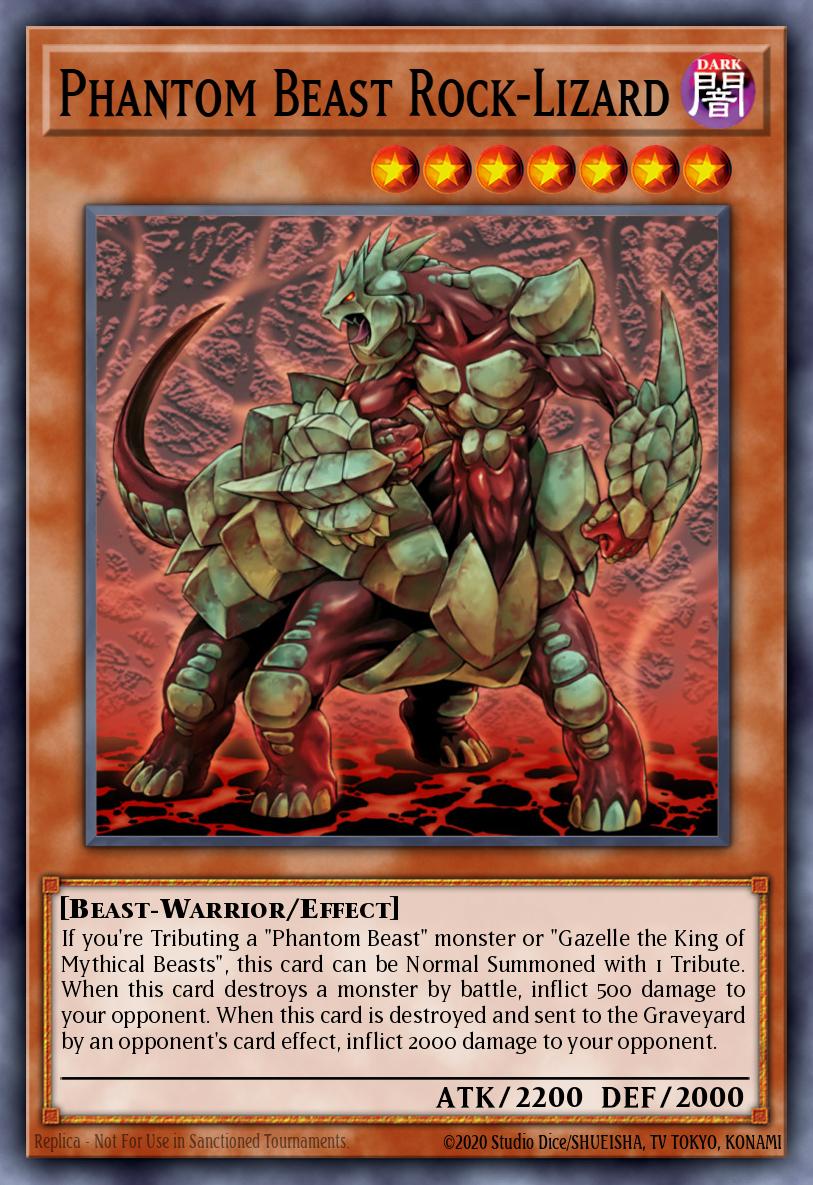 Phantom Beast Rock-Lizard
DARK
闇
[Beast-Warrior/Effect]
If you're Tributing a "Phantom Beast" monster or "Gazelle the King of
Mythical Beasts", this card can be Normal Summoned with 1 Tribute.
When this card destroys a monster by battle, inflict 500 damage to
your opponent. When this card is destroyed and sent to the Graveyard
by an opponent's card effect, inflict 2000 damage to your opponent.
ATK/2200 DEF/2000
Replica - Not For Use in Sanctioned Tournaments.
©2020 Studio Dice/SHUEISHA, TV TOKYO, KONAMI